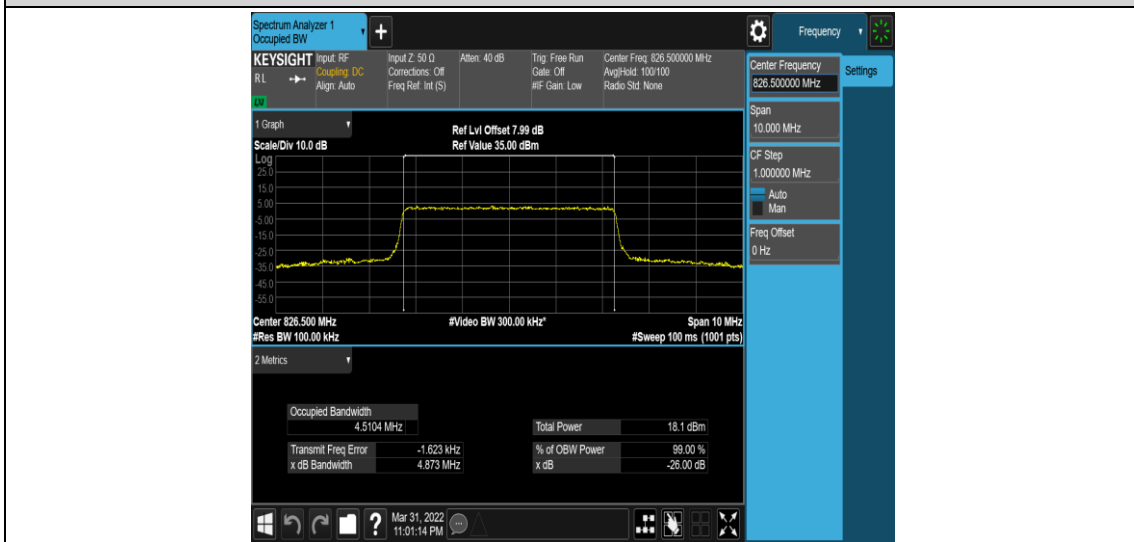 Spectrum Analyzer 1
Occupied BW
Frequency
KEYSIGHT
RL
Input: RF
Coupling: DC
Align: Auto
Input Z: 50 Ω
Corrections: Off
Freq Ref: Int (S)
Atten: 40 dB
Trig: Free Run
Gate: Off
#IF Gain: Low
Center Freq: 826.500000 MHz
Avg|Hold: 100/100
Radio Std: None
1 Graph
Scale/Div 10.0 dB
Ref Lvl Offset 7.99 dB
Ref Value 35.00 dBm
Log
25.0
15.0
5.00
-5.00
-15.0
-25.0
-35.0
-45.0
-55.0
Center 826.500 MHz
#Res BW 100.00 kHz
#Video BW 300.00 kHz*
Span 10 MHz
#Sweep 100 ms (1001 pts)
2 Metrics
Occupied Bandwidth
4.5104 MHz
Transmit Freq Error -1.623 kHz
x dB Bandwidth 4.873 MHz
Total Power 18.1 dBm
% of OBW Power 99.00 %
x dB -26.00 dB
Mar 31, 2022
11:01:14 PM
Center Frequency
826.500000 MHz
Settings
Span
10.000 MHz
CF Step
1.000000 MHz
Auto
Man
Freq Offset
0 Hz